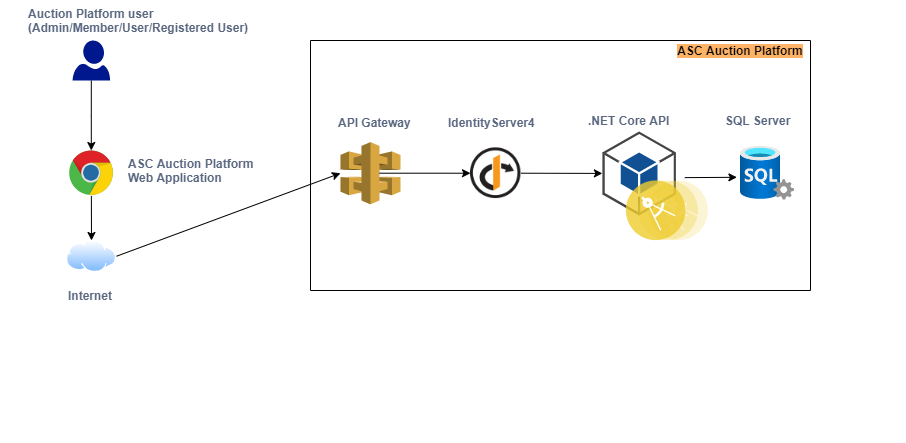 Auction Platform user
(Admin/Member/User/Registered User)
ASC Auction Platform
API Gateway
IdentityServer4
.NET Core API
SQL Server
ASC Auction Platform
Web Application
SQL
Internet